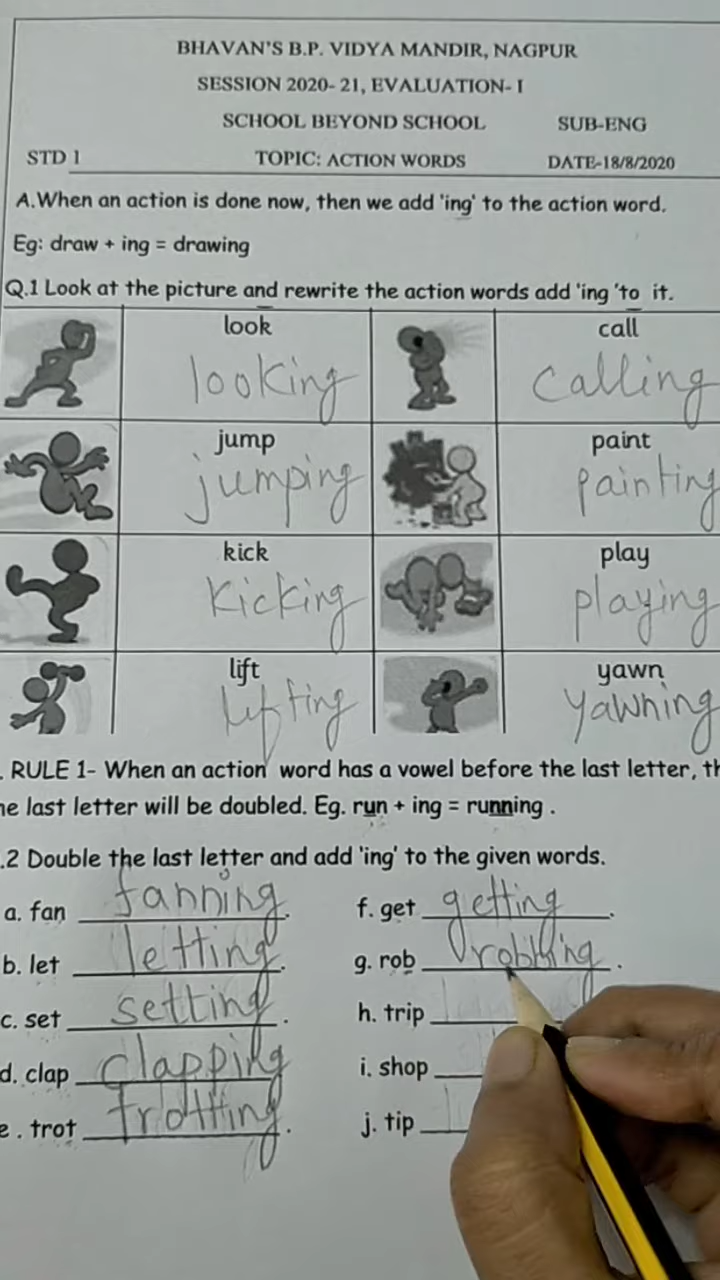 BHAVAN'S B.P. VIDYA MANDIR, NAGPUR
SESSION 2020- 21, EVALUATION- I
SCHOOL BEYOND SCHOOL SUB-ENG
STD 1 TOPIC: ACTION WORDS DATE-18/8/2020
A.When an action is done now, then we add 'ing' to the action word.
Eg: draw + ing = drawing
Q.1 Look at the picture and rewrite the action words add 'ing 'to it.
look call
looking calling
jump paint
jumping painting
kick play
kicking playing
lift yawn
lifting yawning
. RULE 1- When an action word has a vowel before the last letter, th
he last letter will be doubled. Eg. run + ing = running .
.2 Double the last letter and add 'ing' to the given words.
a. fan fanning. f. get getting.
b. let letting. g. rob robbing.
c. set setting. h. trip
d. clap clapping i. shop
e . trot trotting. j. tip